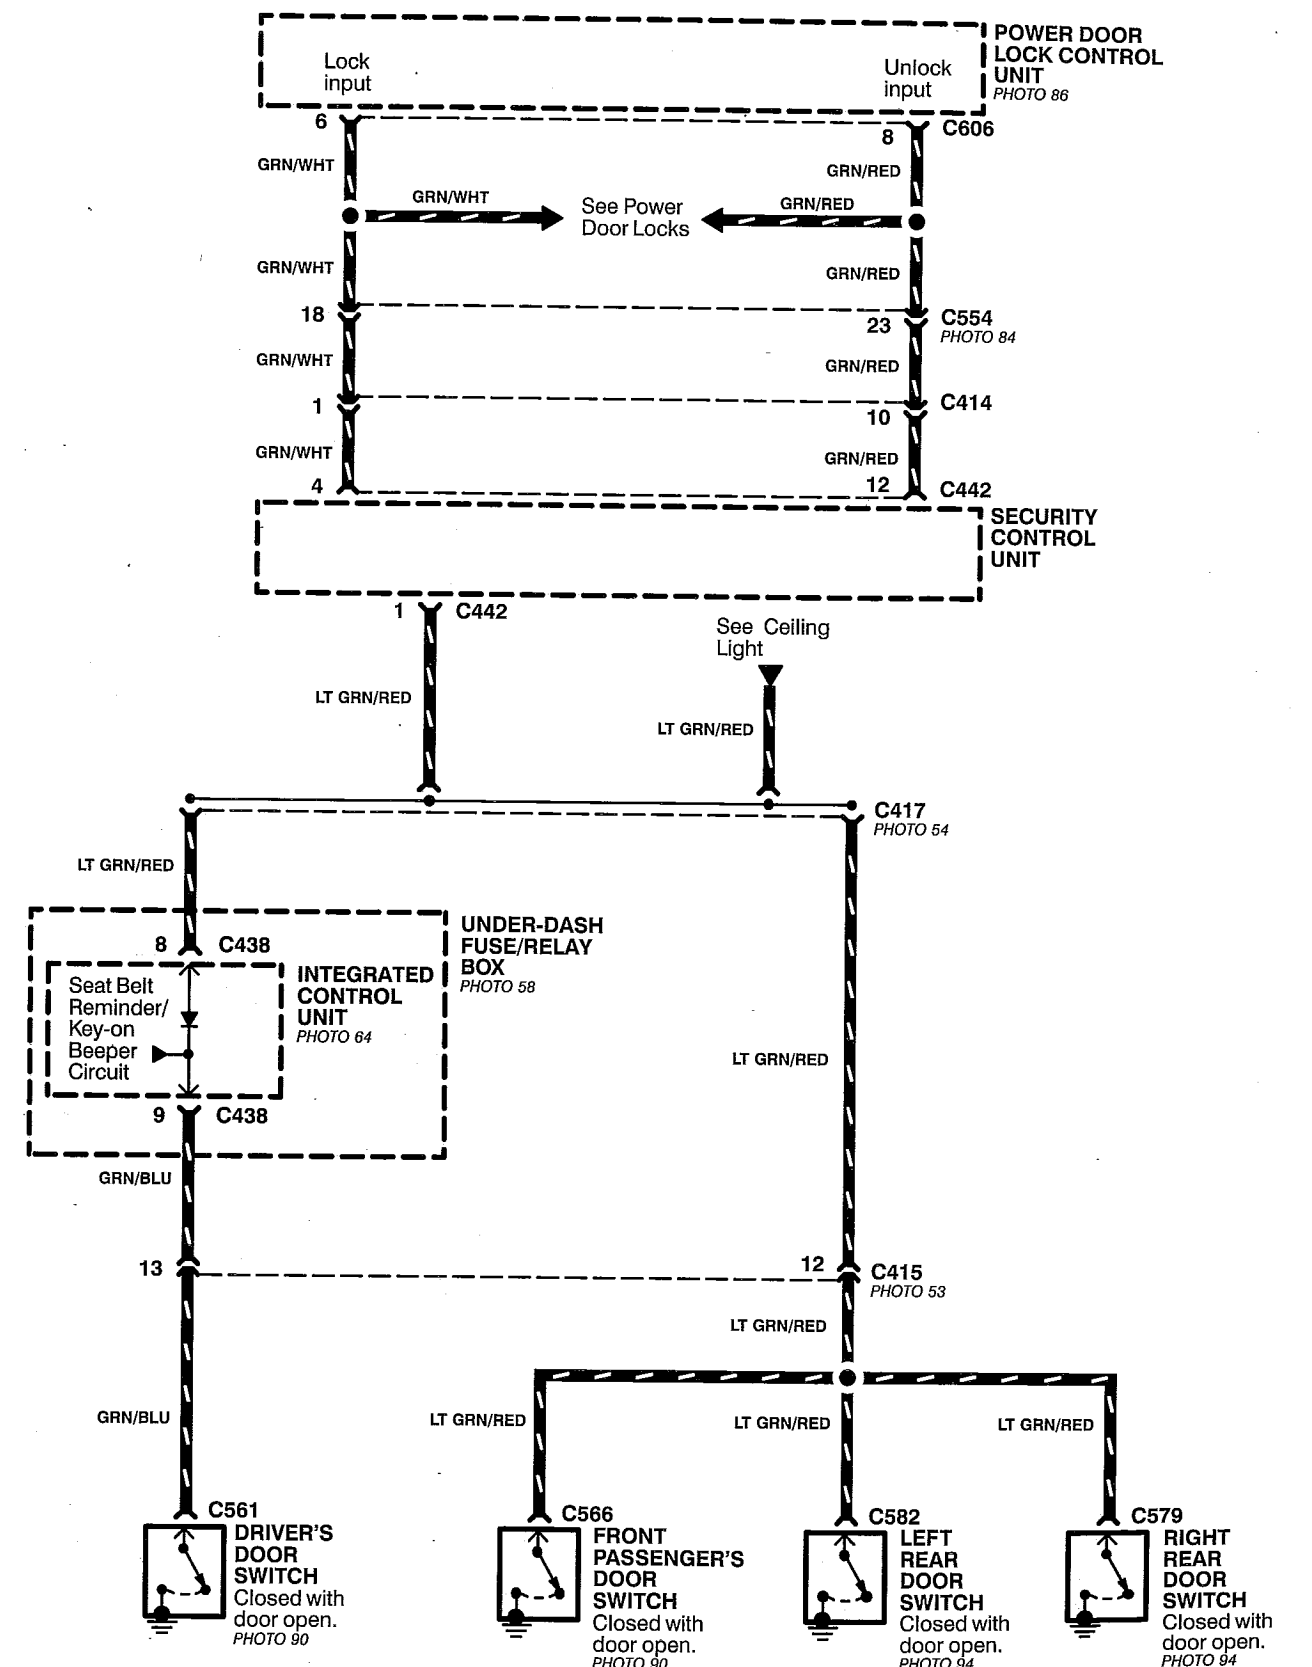 POWER DOOR
LOCK CONTROL
UNIT
PHOTO 86
Lock
input
Unlock
input
6
8
C606
GRN/WHT
GRN/RED
GRN/WHT
See Power
Door Locks
GRN/RED
GRN/WHT
GRN/RED
18
23
C554
PHOTO 84
GRN/WHT
GRN/RED
1
10
C414
GRN/WHT
GRN/RED
4
12
C442
SECURITY
CONTROL
UNIT
1
C442
See Ceiling
Light
LT GRN/RED
LT GRN/RED
C417
PHOTO 54
LT GRN/RED
UNDER-DASH
FUSE/RELAY
BOX
PHOTO 58
8
C438
Seat Belt
Reminder/
Key-on
Beeper
Circuit
INTEGRATED
CONTROL
UNIT
PHOTO 64
LT GRN/RED
9
C438
GRN/BLU
13
12
C415
PHOTO 53
LT GRN/RED
GRN/BLU
LT GRN/RED
LT GRN/RED
LT GRN/RED
C561
DRIVER'S
DOOR
SWITCH
Closed with
door open.
PHOTO 90
C566
FRONT
PASSENGER'S
DOOR
SWITCH
Closed with
door open.
PHOTO 90
C582
LEFT
REAR
DOOR
SWITCH
Closed with
door open.
PHOTO 94
C579
RIGHT
REAR
DOOR
SWITCH
Closed with
door open.
PHOTO 94